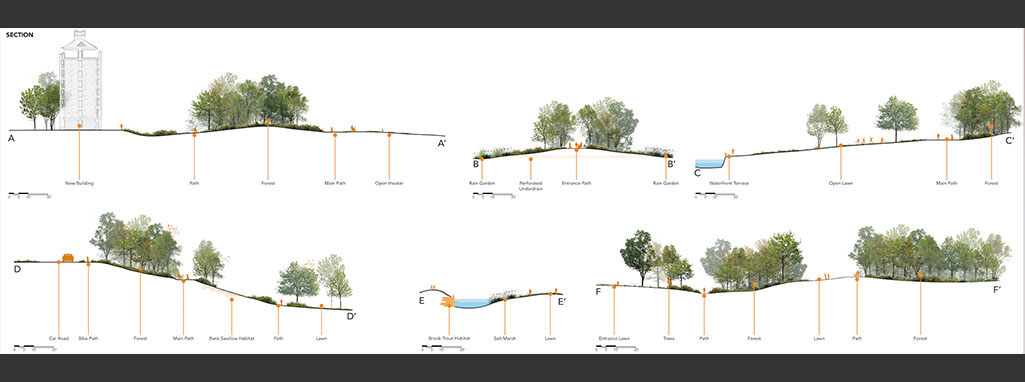 SECTION
A
A'
New Building
Path
Forest
Main Path
Open theater
B
B'
Rain Garden
Perforated
Underdrain
Entrance Path
Rain Garden
C
C'
Waterfront Terrace
Open Lawn
Main Path
Forest
D
D'
Car Road
Bike Path
Forest
Main Path
Bank Swallow Habitat
Path
Lawn
E
E'
Brook Trout Habitat
Salt Marsh
Lawn
F
F'
Entrance Lawn
Trees
Path
Forest
Lawn
Path
Forest